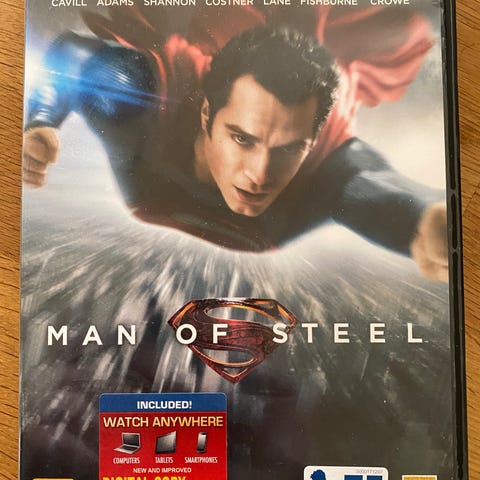 CAVILL ADAMS SHANNON COSTNER LANE FISHBURNE CROWE
MAN OF STEEL
INCLUDED!
WATCH ANYWHERE
COMPUTERS TABLETS SMARTPHONES
NEW AND IMPROVED
DIGITAL COPY